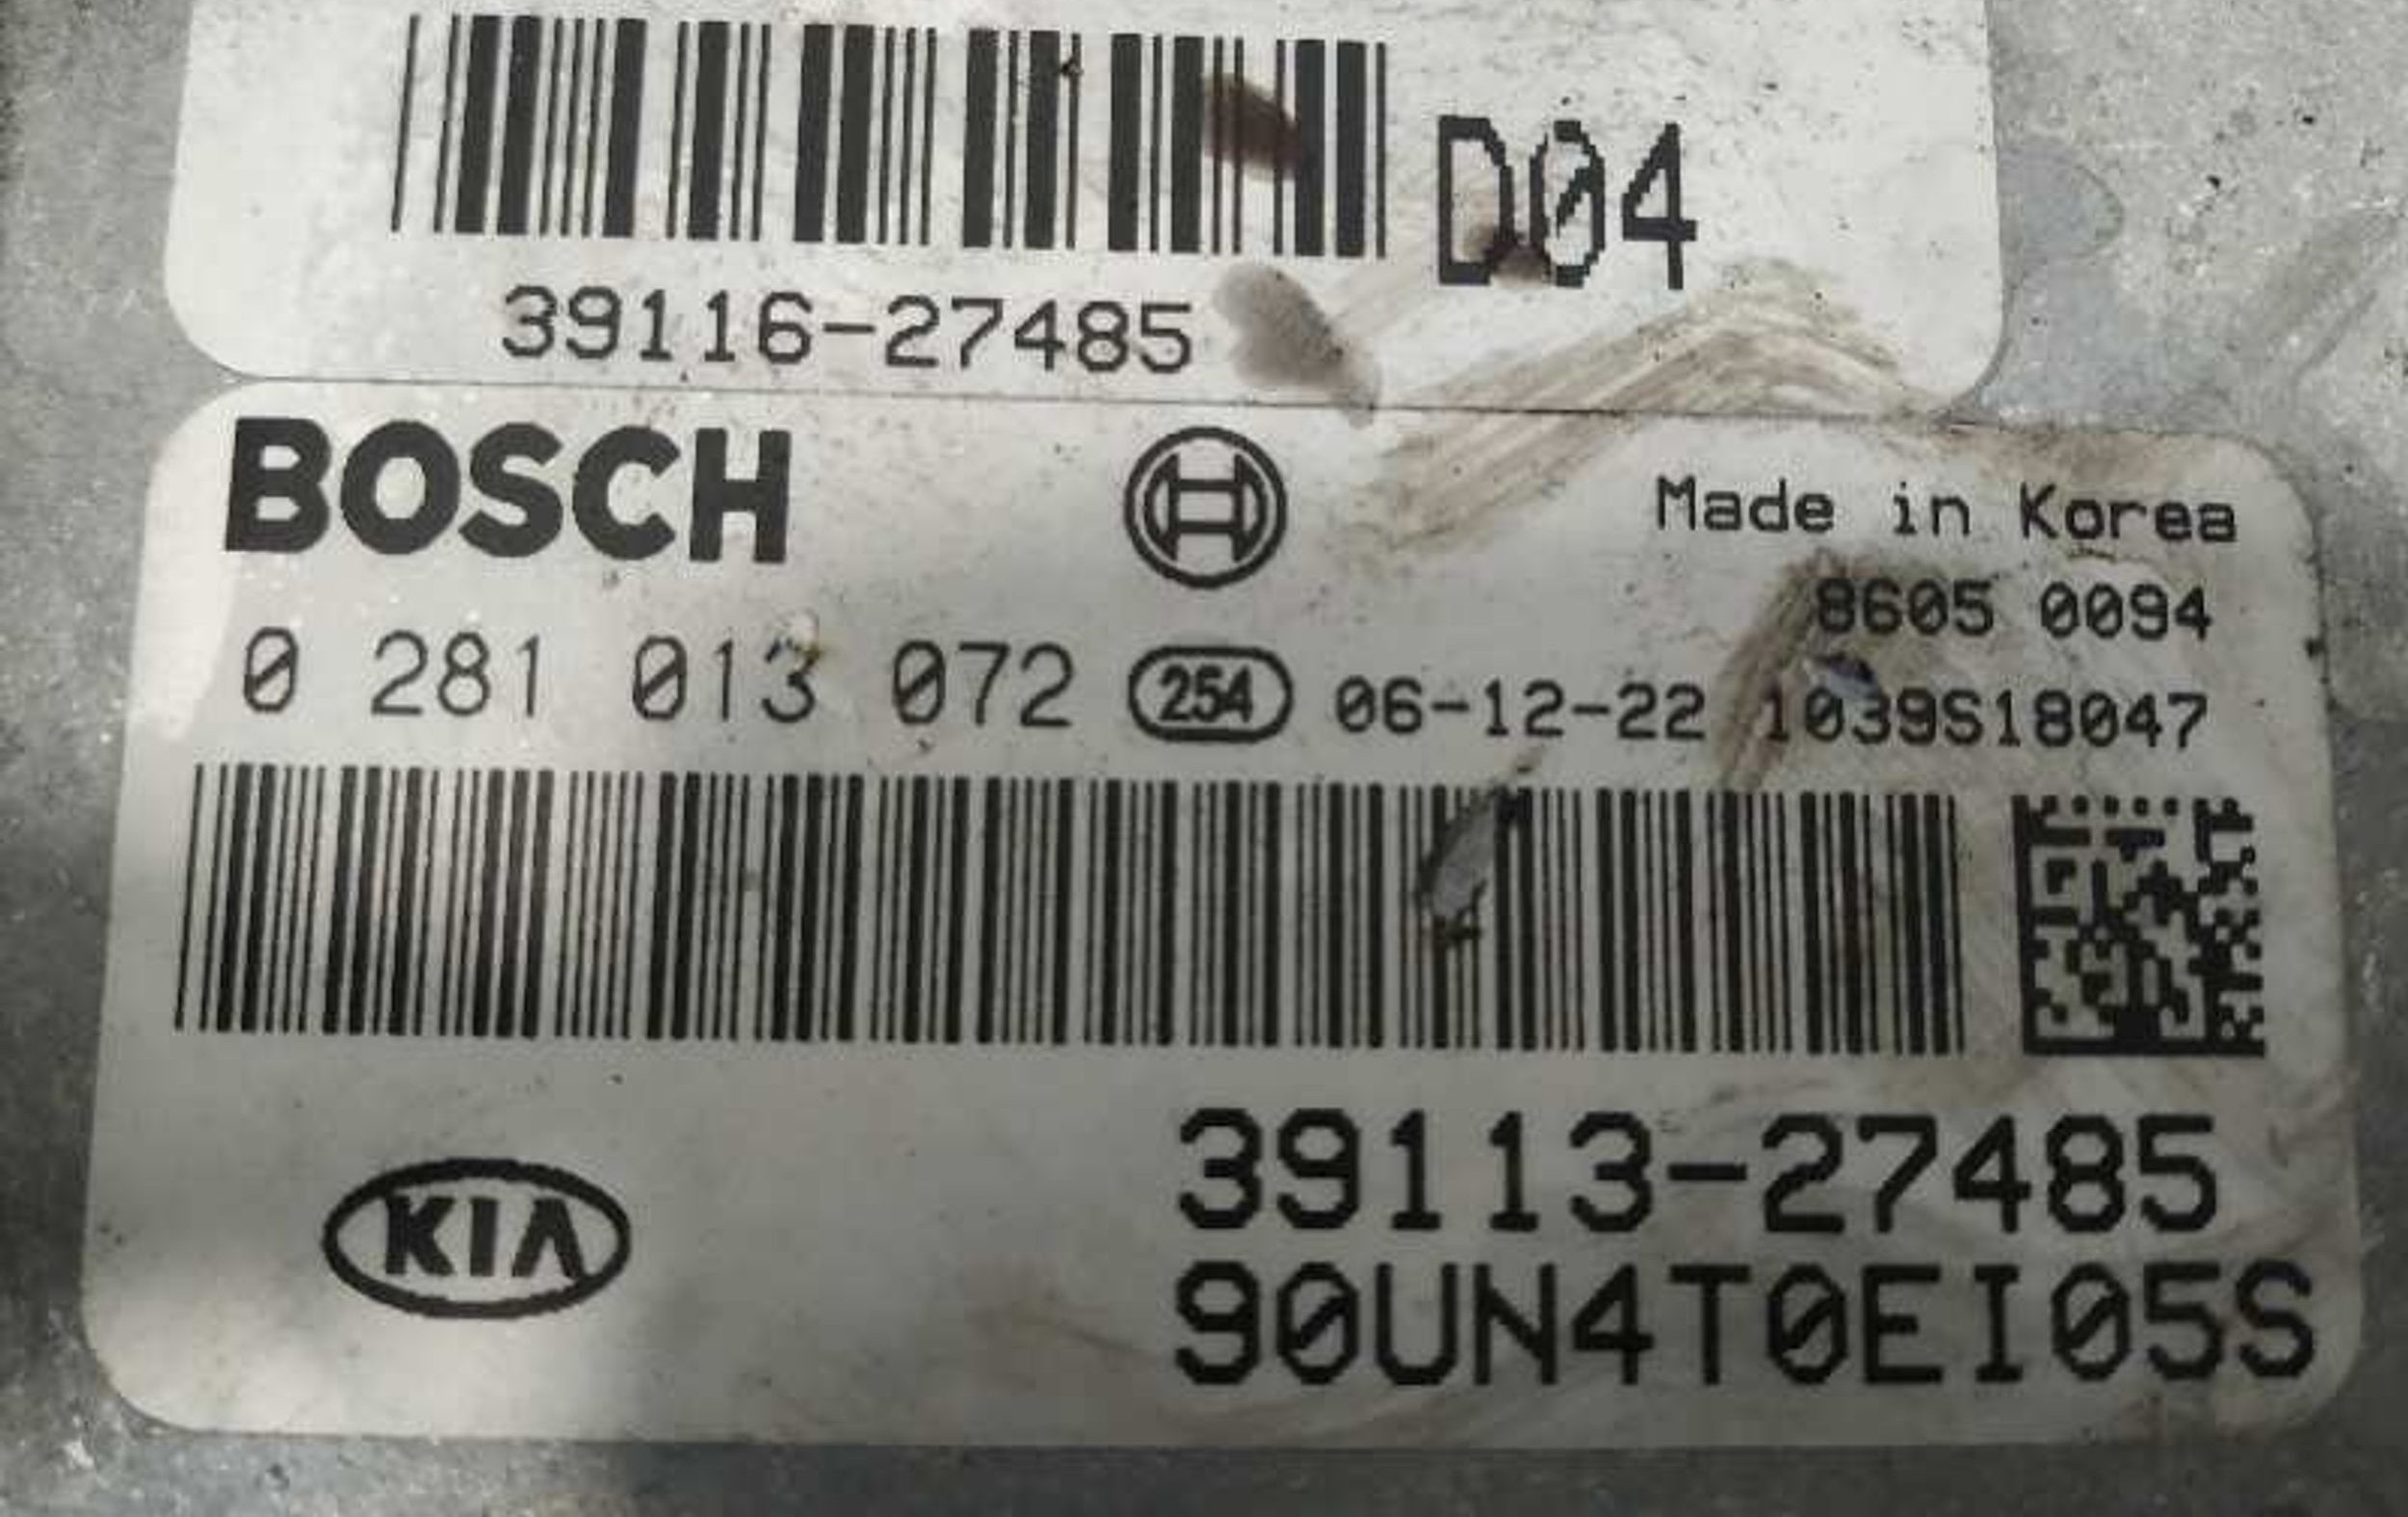 D04
39116-27485
BOSCH
Made in Korea
8605 0094
0 281 013 072 254 06-12-22 1039S18047
KIA
39113-27485
90UN4T0EI05S